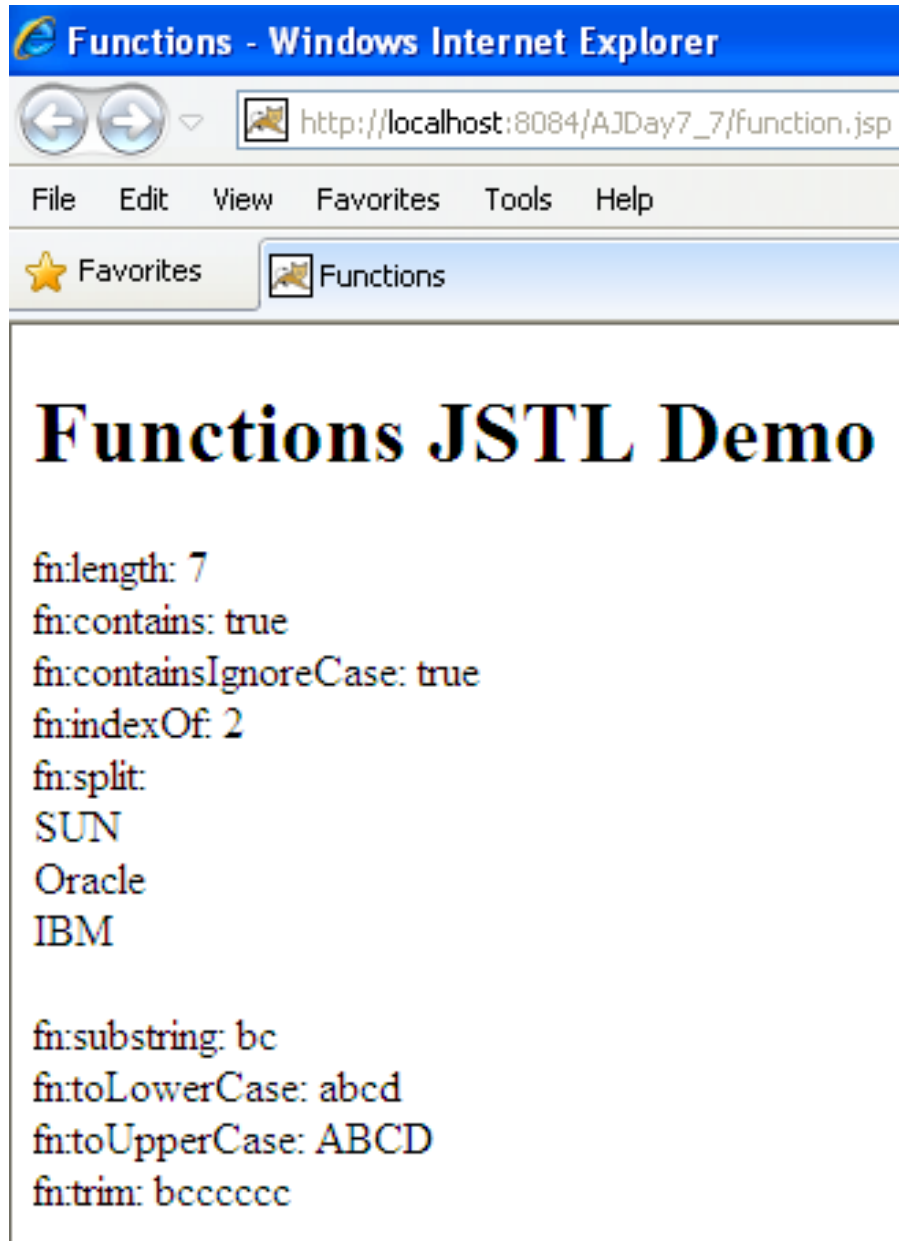 Functions - Windows Internet Explorer
http://localhost:8084/AJDay7_7/function.jsp
File Edit View Favorites Tools Help
Favorites Functions
Functions JSTL Demo
fn:length: 7
fn:contains: true
fn:containsIgnoreCase: true
fn:indexOf: 2
fn:split:
SUN
Oracle
IBM
fn:substring: bc
fn:toLowerCase: abcd
fn:toUpperCase: ABCD
fn:trim: bcccccc